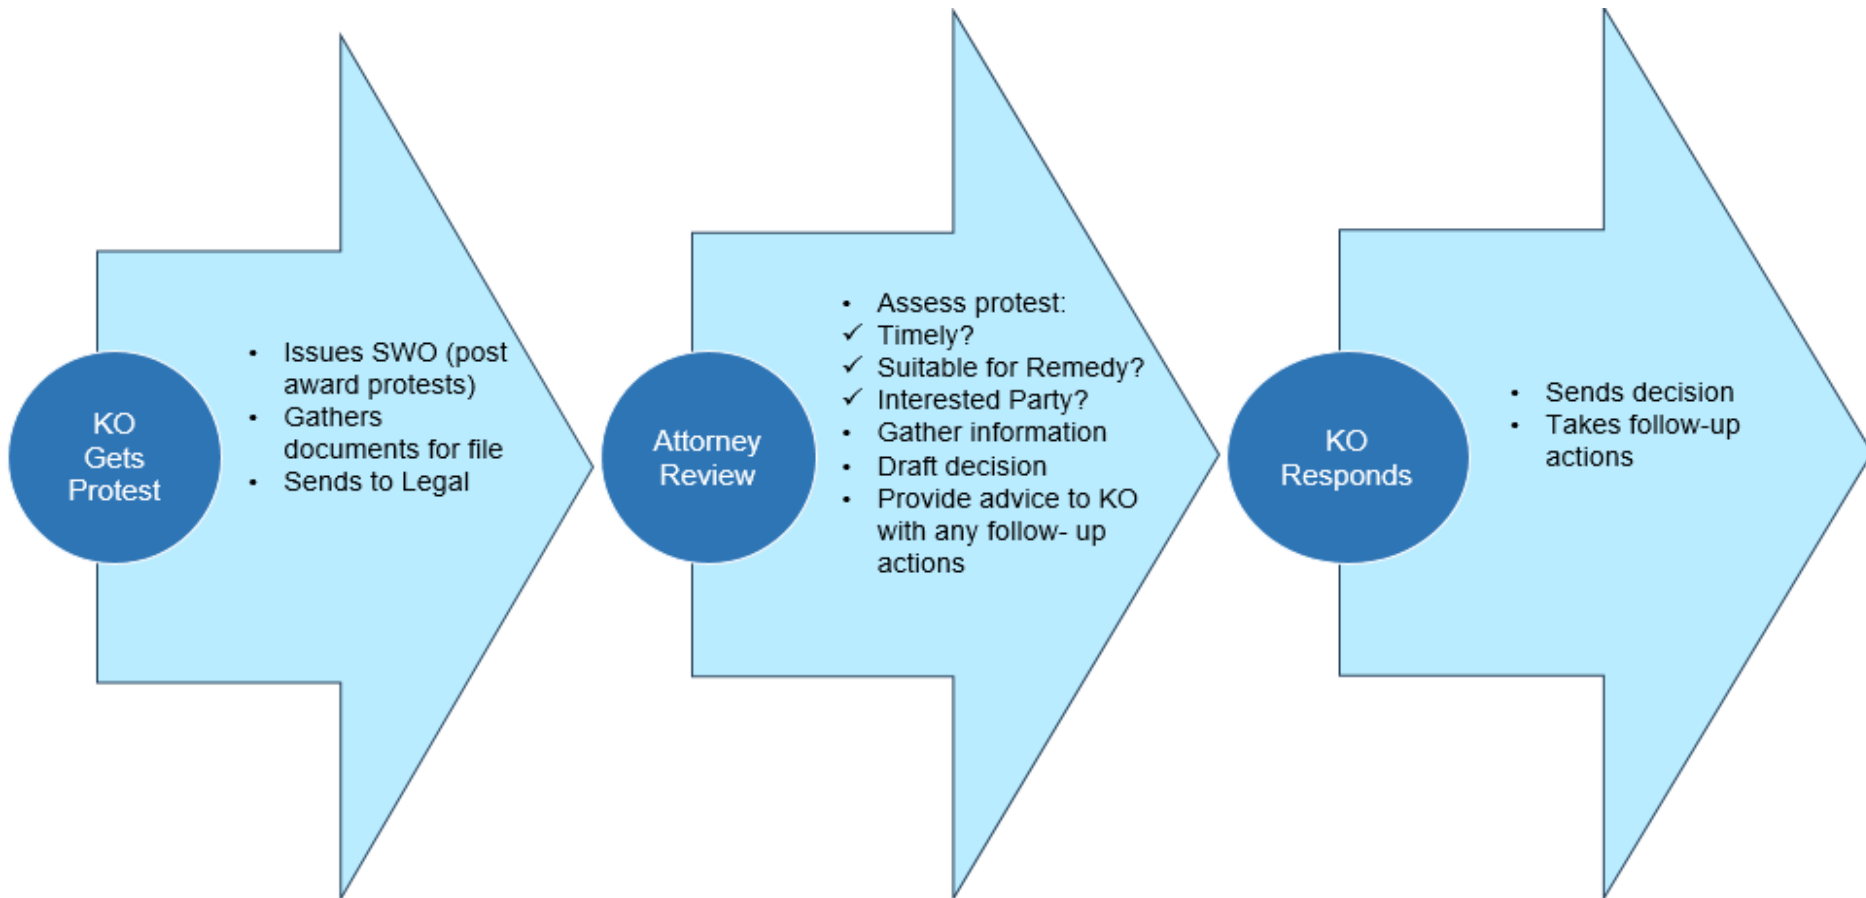 KO
Gets
Protest
• Issues SWO (post
award protests)
• Gathers
documents for file
• Sends to Legal
Attorney
Review
• Assess protest:
✓ Timely?
✓ Suitable for Remedy?
✓ Interested Party?
• Gather information
• Draft decision
• Provide advice to KO
with any follow- up
actions
KO
Responds
• Sends decision
• Takes follow-up
actions